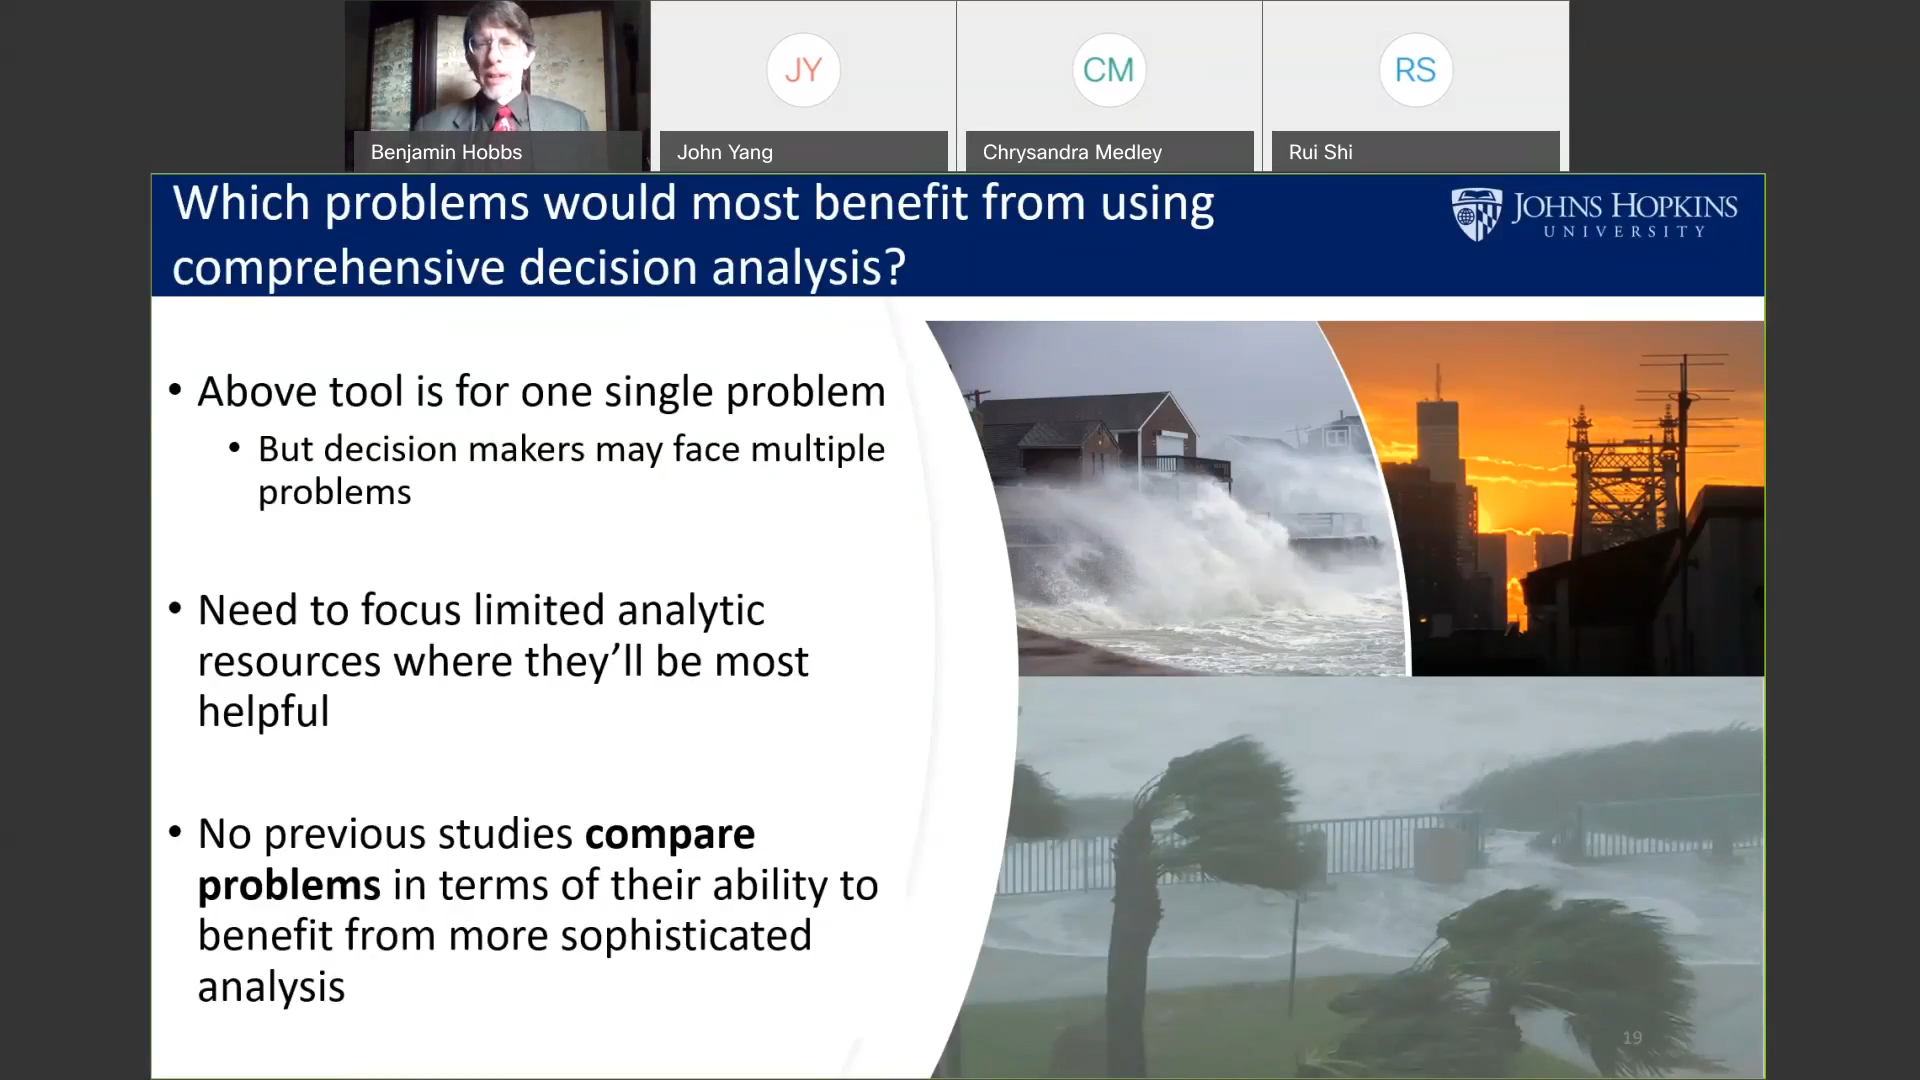 JY
CM
RS
Benjamin Hobbs
John Yang
Chrysandra Medley
Rui Shi
Which problems would most benefit from using
comprehensive decision analysis?
JOHNS HOPKINS
UNIVERSITY
• Above tool is for one single problem
• But decision makers may face multiple
problems
• Need to focus limited analytic
resources where they’ll be most
helpful
• No previous studies compare
problems in terms of their ability to
benefit from more sophisticated
analysis
19